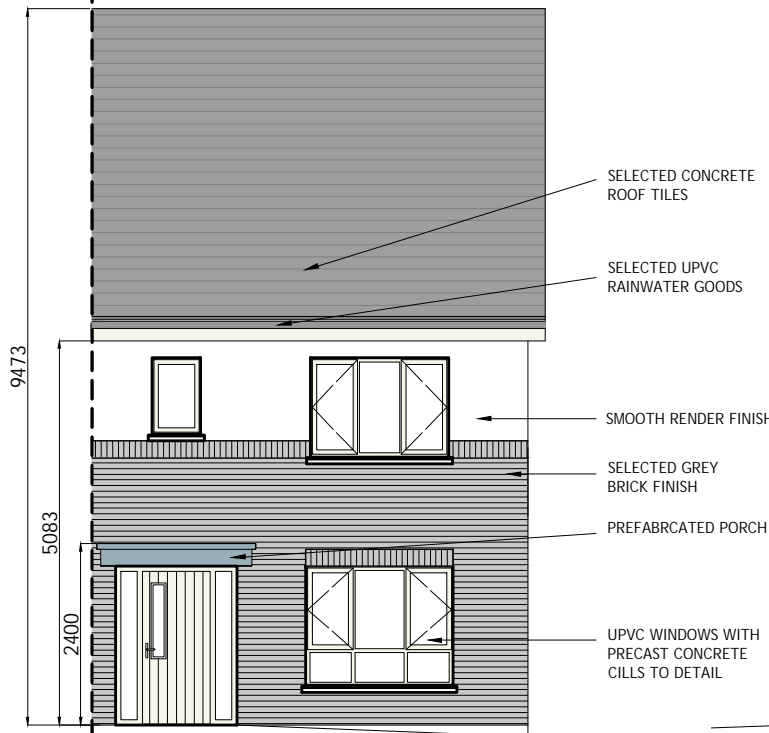 SELECTED CONCRETE
ROOF TILES
SELECTED UPVC
RAINWATER GOODS
9473
SMOOTH RENDER FINISH
SELECTED GREY
BRICK FINISH
5083
PREFABRCATED PORCH
2400
UPVC WINDOWS WITH
PRECAST CONCRETE
CILLS TO DETAIL